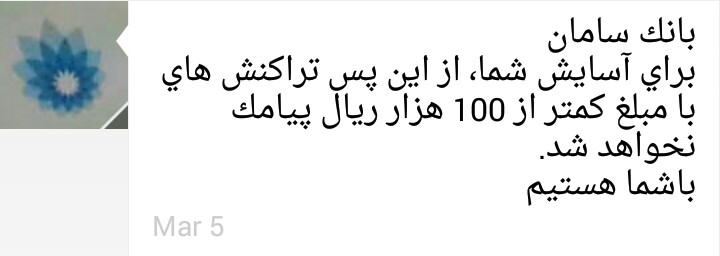 بانك سامان
براي آسايش شما، از اين پس تراكنش هاي
با مبلغ كمتر از 100 هزار ريال پيامك
نخواهد شد.
باشما هستيم
Mar 5